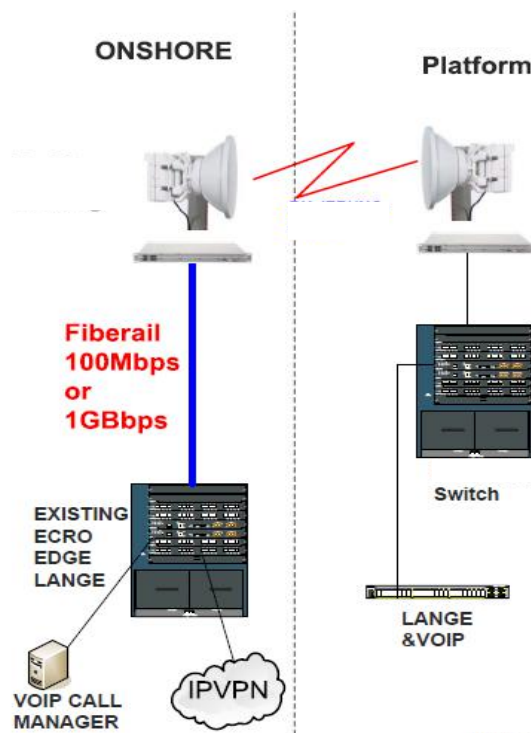 ONSHORE
Platform
Fiberail
100Mbps
or
1GBbps
EXISTING
ECRO
EDGE
LANGE
VOIP CALL
MANAGER
IPVPN
Switch
LANGE
&VOIP